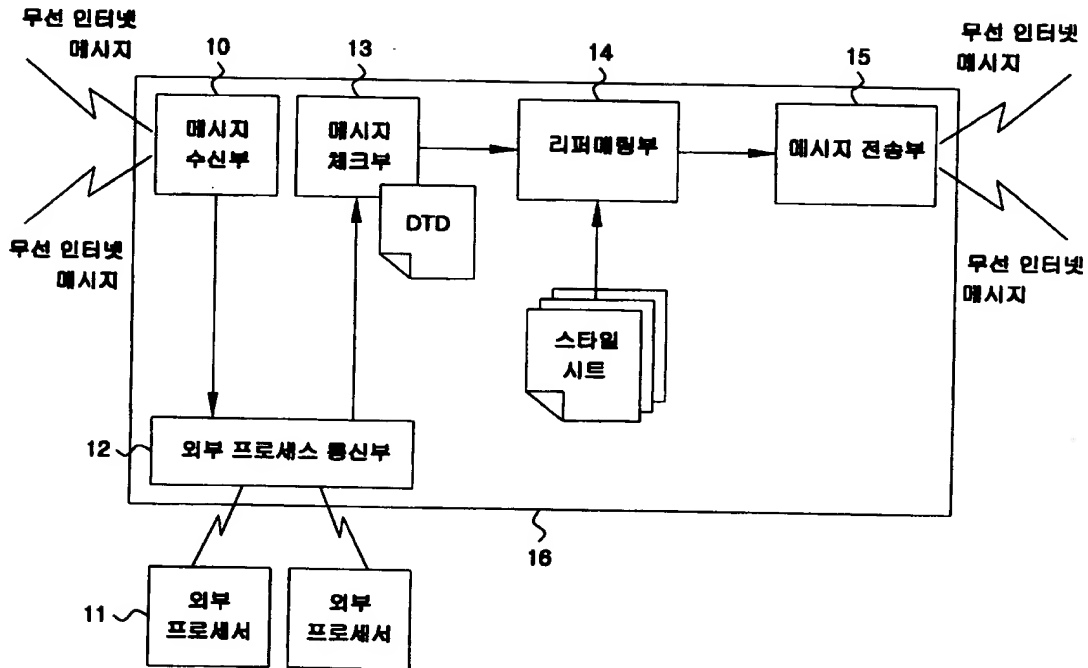 무선 인터넷
메시지
무선 인터넷
메시지
10
13
14
15
메시지
수신부
메시지
체크부
리퍼매링부
메시지 전송부
DTD
무선 인터넷
메시지
무선 인터넷
메시지
스타일
시트
12
외부 프로세스 통신부
16
11
외부
프로세서
외부
프로세서